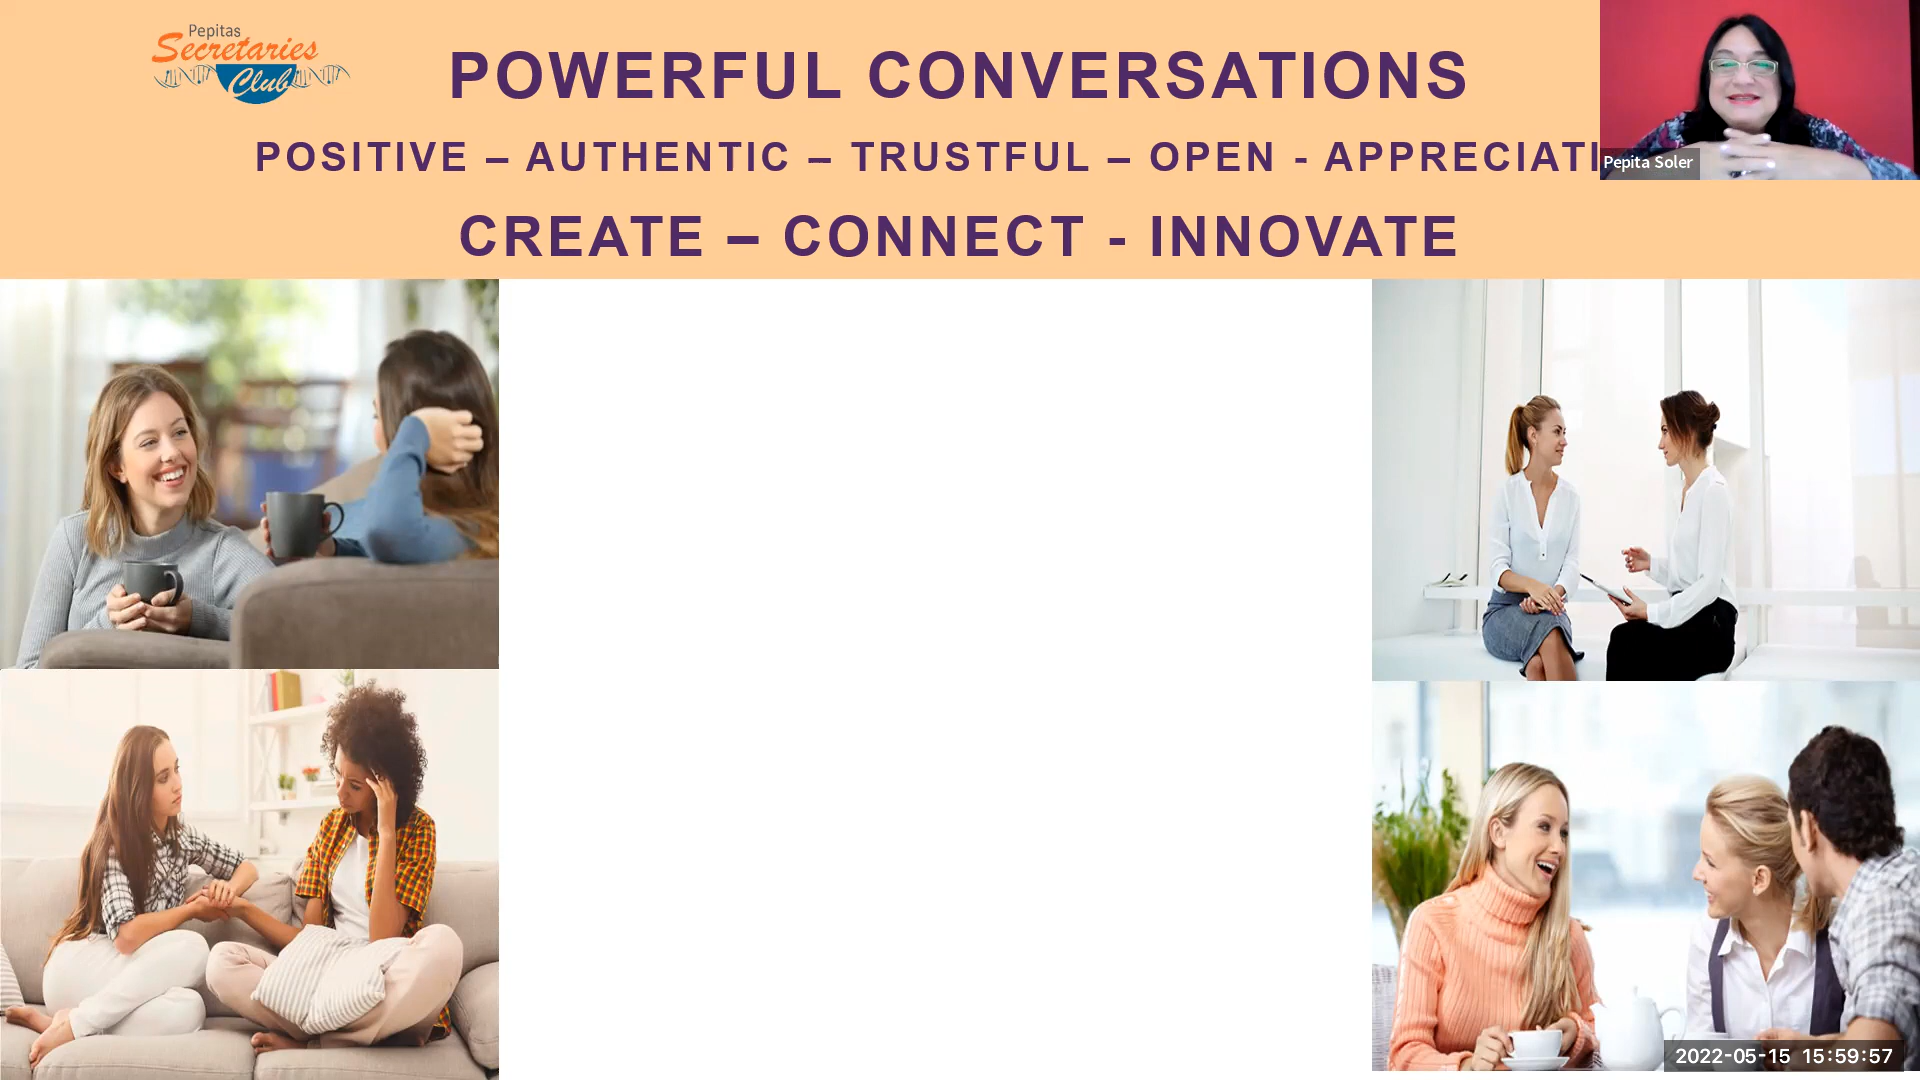 Pepitas
Secretaries
Club
POWERFUL CONVERSATIONS
POSITIVE – AUTHENTIC – TRUSTFUL – OPEN - APPRECIATI
CREATE – CONNECT - INNOVATE
Pepita Soler
2022-05-15 15:59:57